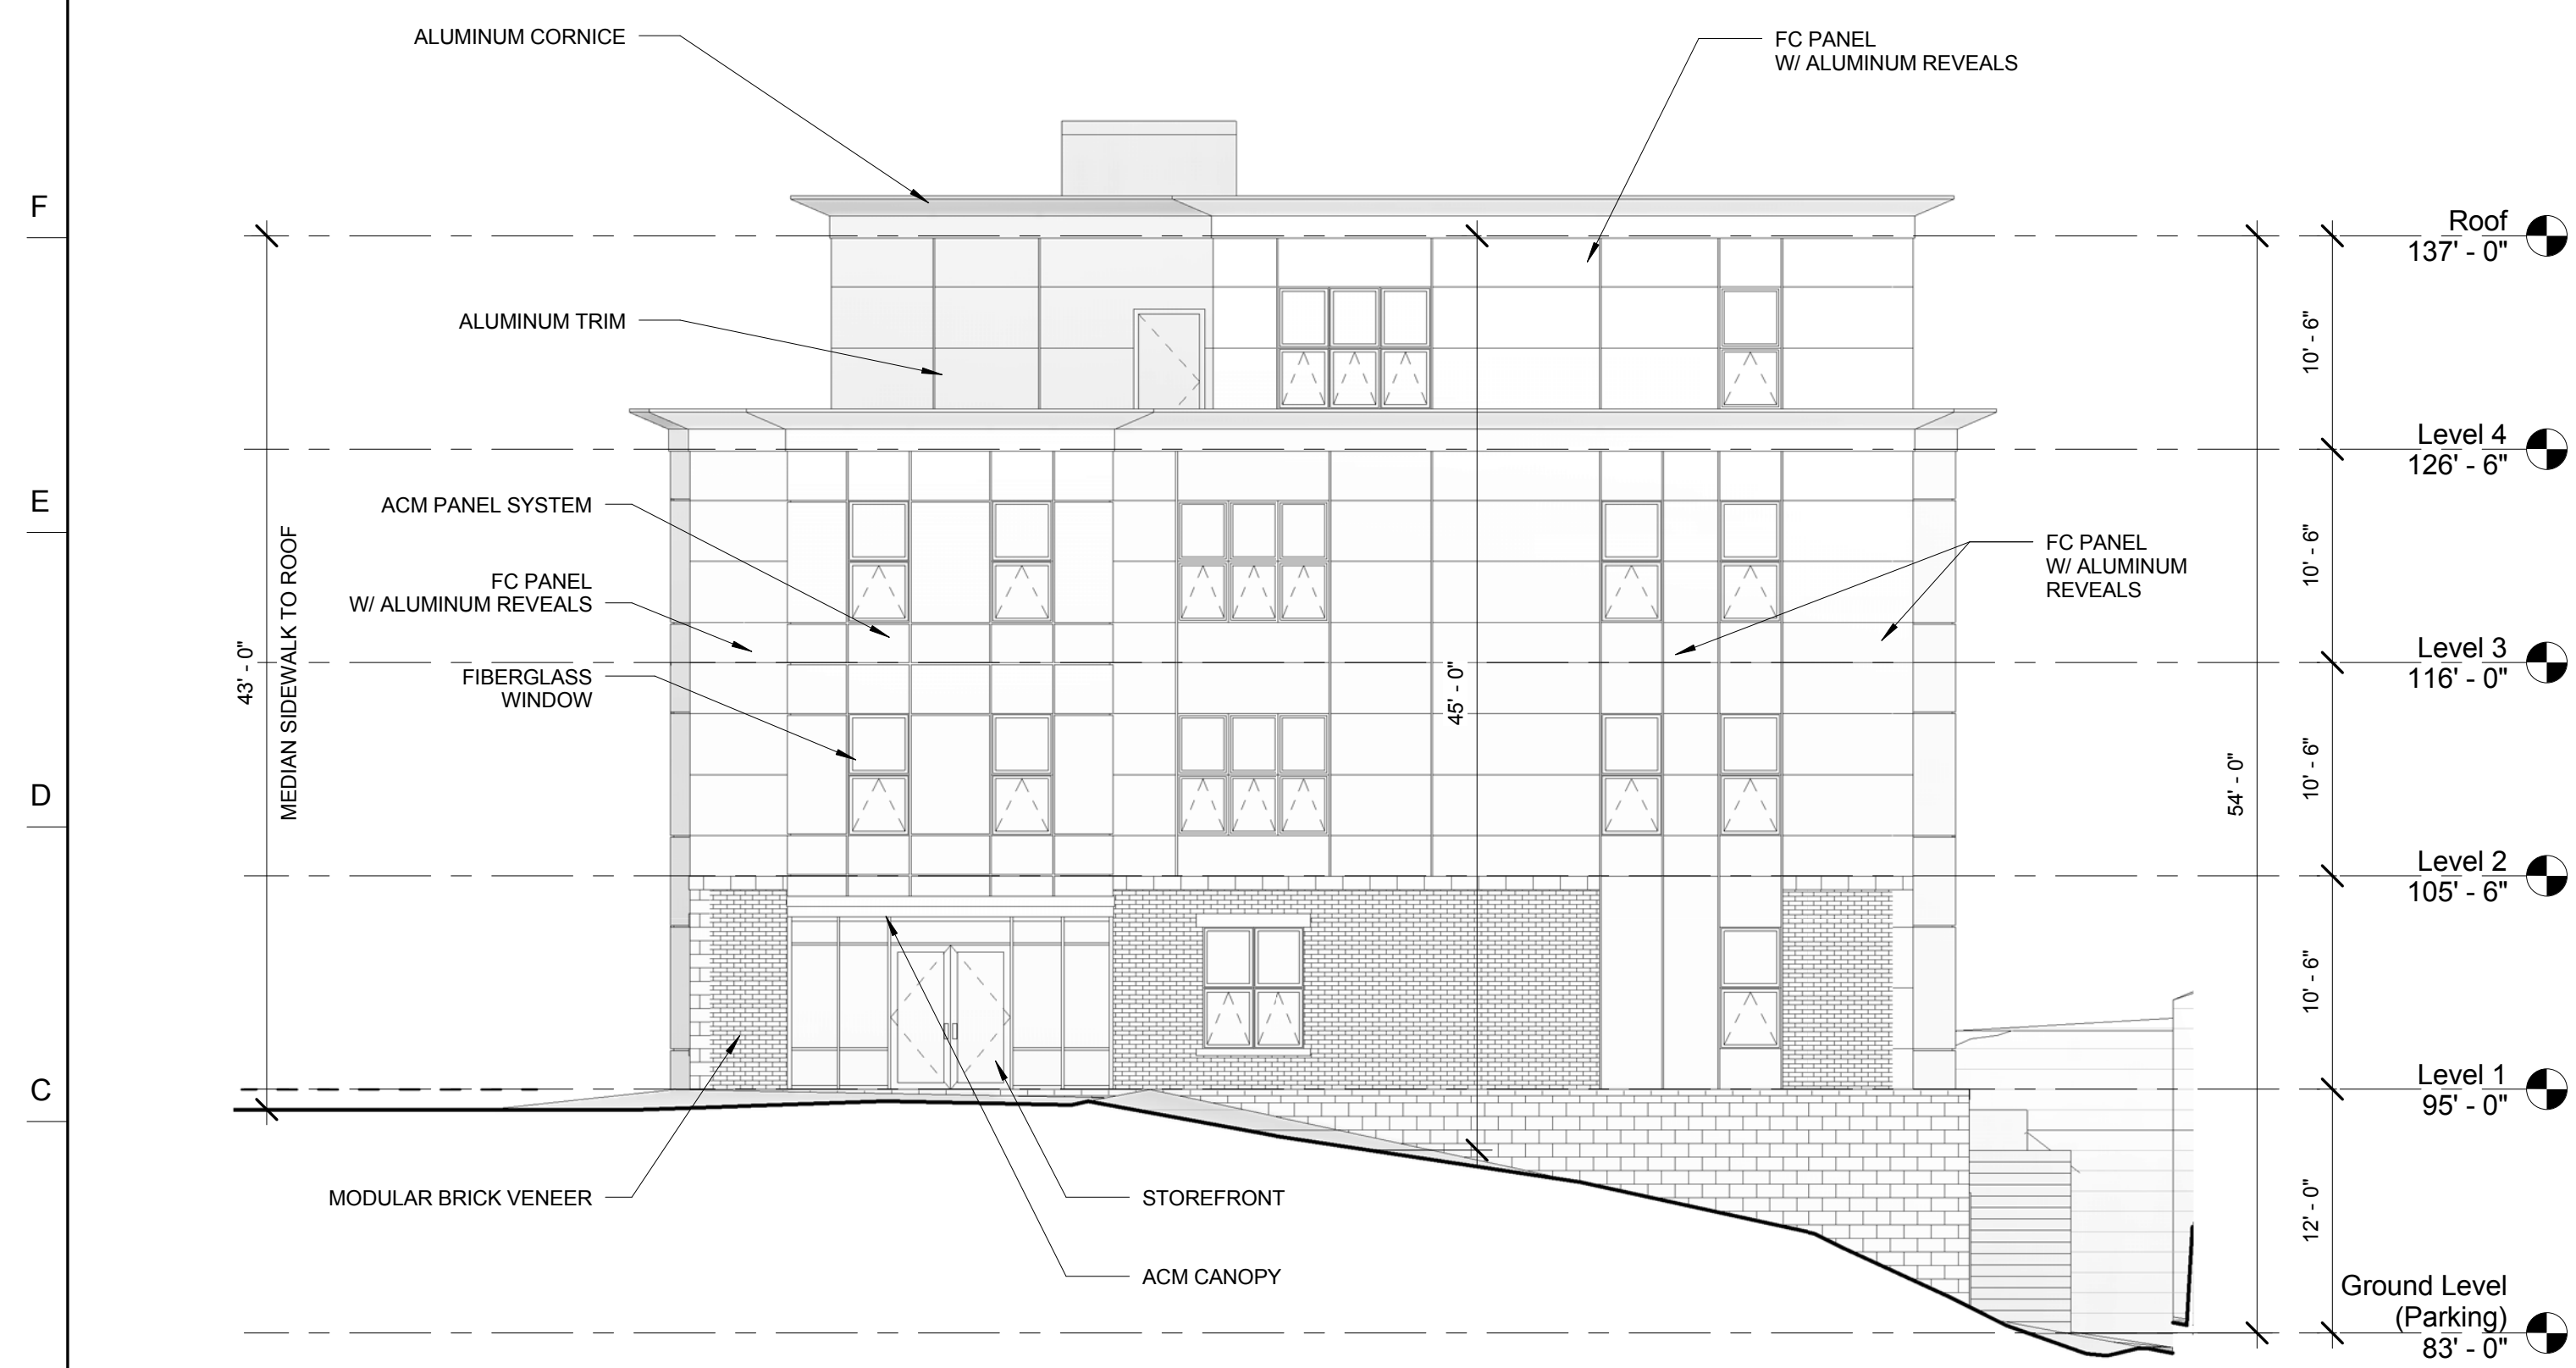 ALUMINUM CORNICE
FC PANEL
W/ ALUMINUM REVEALS
F
Roof
137' - 0"
ALUMINUM TRIM
10' - 6"
Level 4
126' - 6"
E
ACM PANEL SYSTEM
MEDIAN SIDEWALK TO ROOF
43' - 0"
FC PANEL
W/ ALUMINUM REVEALS
FC PANEL
W/ ALUMINUM
REVEALS
10' - 6"
Level 3
116' - 0"
FIBERGLASS
WINDOW
45' - 0"
54' - 0"
10' - 6"
D
Level 2
105' - 6"
10' - 6"
C
Level 1
95' - 0"
MODULAR BRICK VENEER
STOREFRONT
12' - 0"
ACM CANOPY
Ground Level
(Parking)
83' - 0"